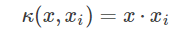 κ(x, xᵢ) = x · xᵢ